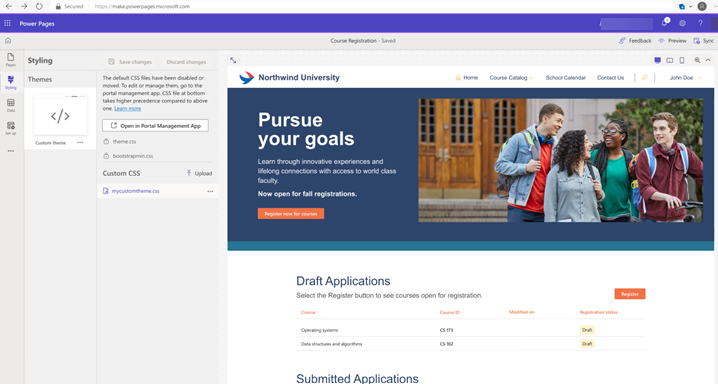 Secured https://make.powerpages.microsoft.com
Power Pages
Course Registration - Saved
Feedback Preview Sync
Pages
Styling
Data
Set up
Styling
Save changes Discard changes
Themes
Custom theme
The default CSS files have been disabled or
moved. To edit or manage them, go to the
portal management app. CSS file at bottom
takes higher precedence compared to above
one. Learn more
Open in Portal Management App
theme.css
bootstrapmin.css
Custom CSS Upload
mycustomtheme.css
Northwind University Home Course Catalog School Calendar Contact Us John Doe
Pursue
your goals
Learn through innovative experiences and
lifelong connections with access to world class
faculty.
Now open for fall registrations.
Register now for courses
Draft Applications
Select the Register button to see courses open for registration.
Register
Course Course ID Modified on Registration status
Operating systems CS 173 Draft
Data structures and algorithms CS 102 Draft
Submitted Applications